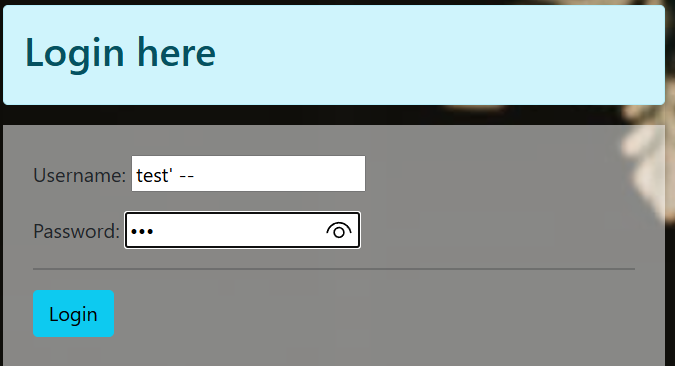 Login here
Username: test' --
Password: •••
Login